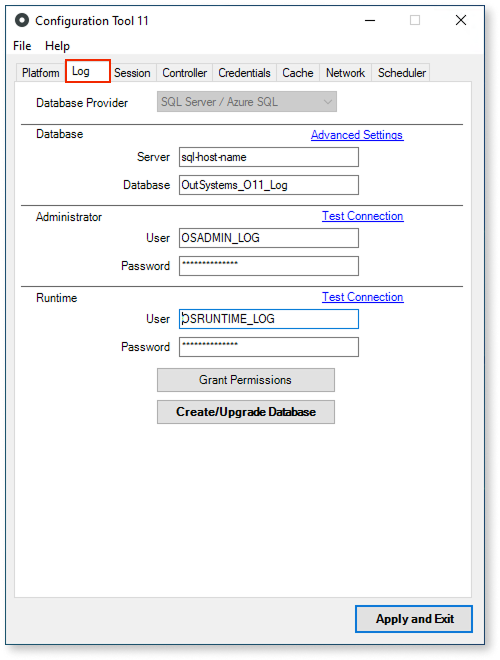 Configuration Tool 11
File Help
Platform Log Session Controller Credentials Cache Network Scheduler
Database Provider SQL Server / Azure SQL
Database Advanced Settings
Server sql-host-name
Database OutSystems_O11_Log
Administrator Test Connection
User OSADMIN_LOG
Password **************
Runtime Test Connection
User OSRUNTIME_LOG
Password **************
Grant Permissions
Create/Upgrade Database
Apply and Exit